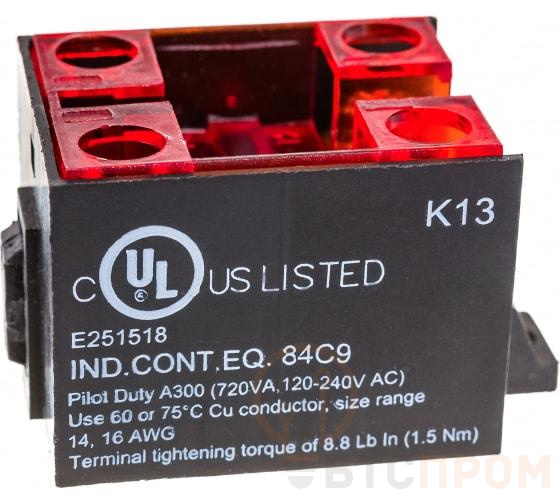 K13
C UL ® US LISTED
E251518
IND.CONT.EQ. 84C9
Pilot Duty A300 (720VA,120-240V AC)
Use 60 or 75°C Cu conductor, size range
14, 16 AWG
Terminal tightening torque of 8.8 Lb In (1.5 Nm)
ВТСПРОМ